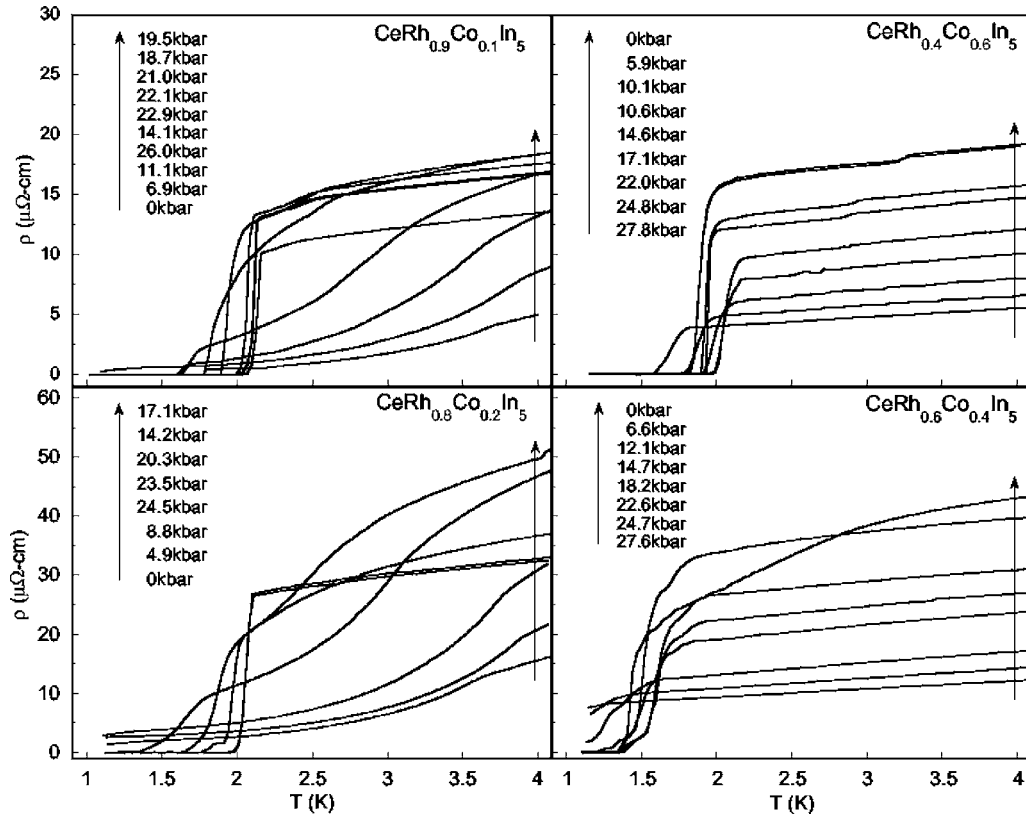 30
25
20
15
10
5
0
ρ (μΩ-cm)
19.5kbar
18.7kbar
21.0kbar
22.1kbar
22.9kbar
14.1kbar
26.0kbar
11.1kbar
6.9kbar
0kbar
CeRh0.9Co0.1In5
0kbar
5.9kbar
10.1kbar
10.6kbar
14.6kbar
17.1kbar
22.0kbar
24.8kbar
27.8kbar
CeRh0.4Co0.6In5
60
50
40
30
20
10
0
ρ (μΩ-cm)
17.1kbar
14.2kbar
20.3kbar
23.5kbar
24.5kbar
8.8kbar
4.9kbar
0kbar
CeRh0.8Co0.2In5
0kbar
6.6kbar
12.1kbar
14.7kbar
18.2kbar
22.6kbar
24.7kbar
27.6kbar
CeRh0.6Co0.4In5
1 1.5 2 2.5 3 3.5 4
T (K)
1 1.5 2 2.5 3 3.5 4
T (K)